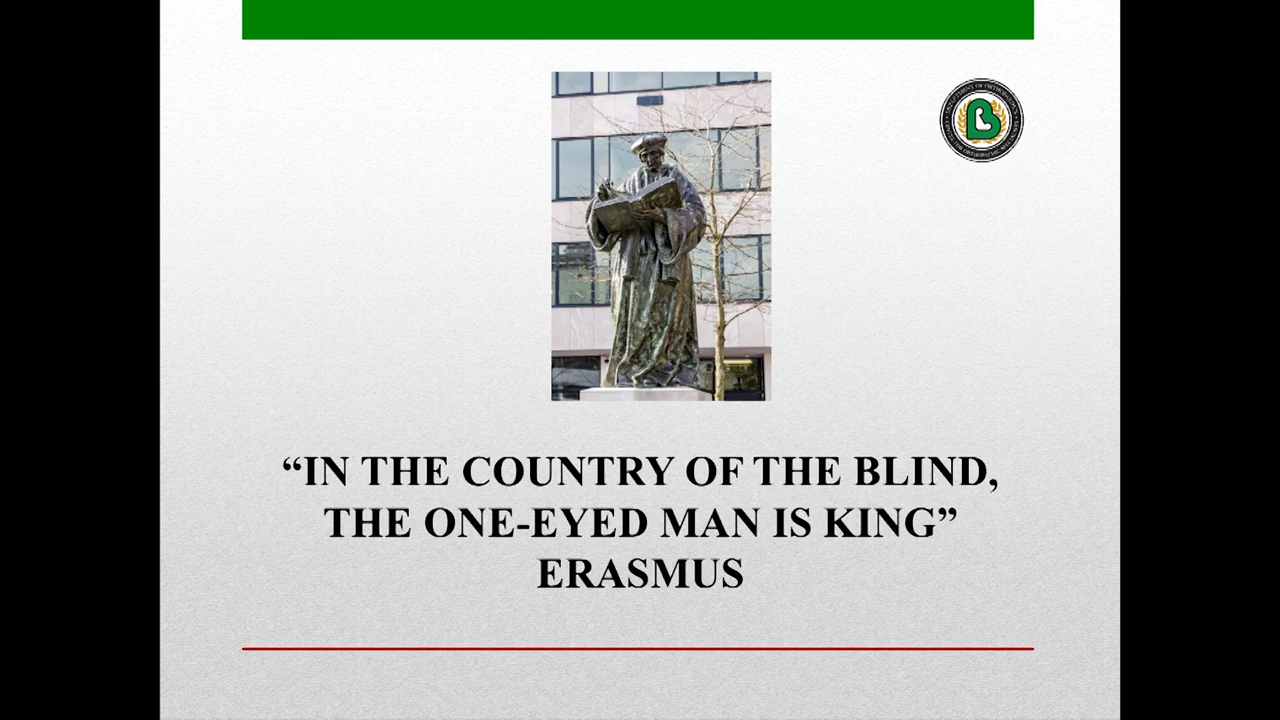 “IN THE COUNTRY OF THE BLIND,
THE ONE-EYED MAN IS KING”
ERASMUS